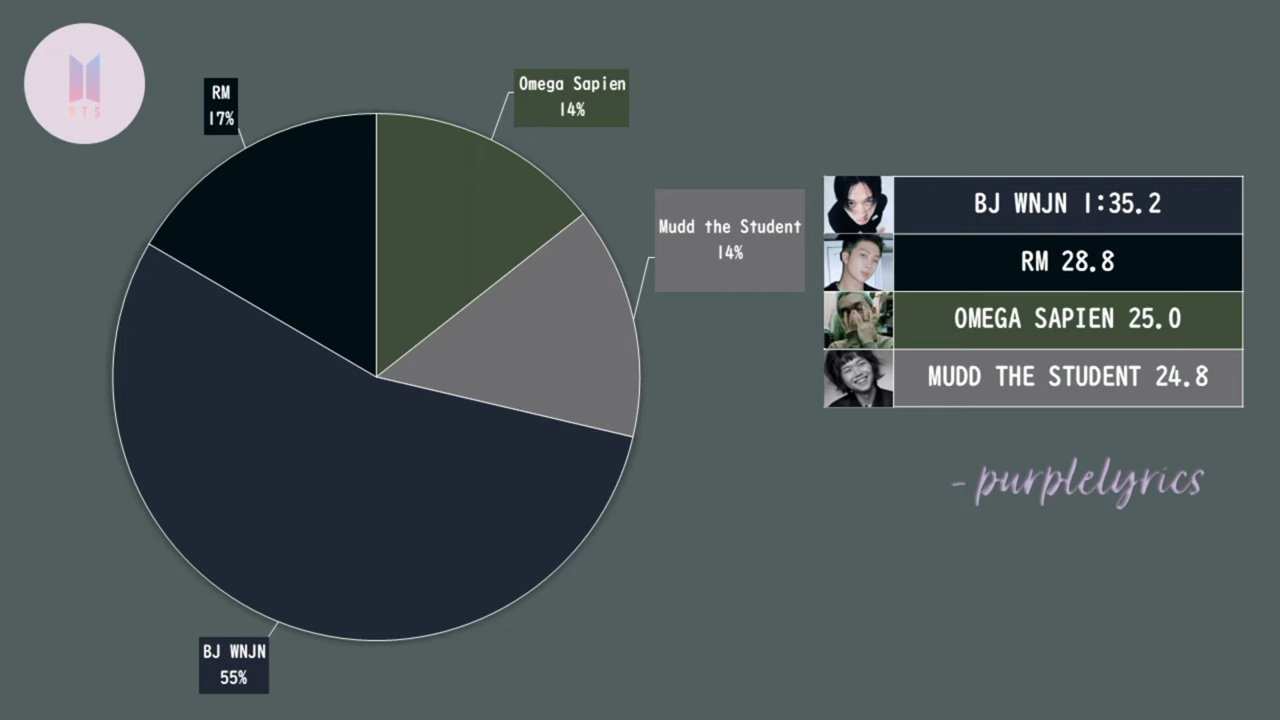 BTS
RM
17%
Omega Sapien
14%
Mudd the Student
14%
BJ WNJN
55%
BJ WNJN 1:35.2
RM 28.8
OMEGA SAPIEN 25.0
MUDD THE STUDENT 24.8
- purplelyrics